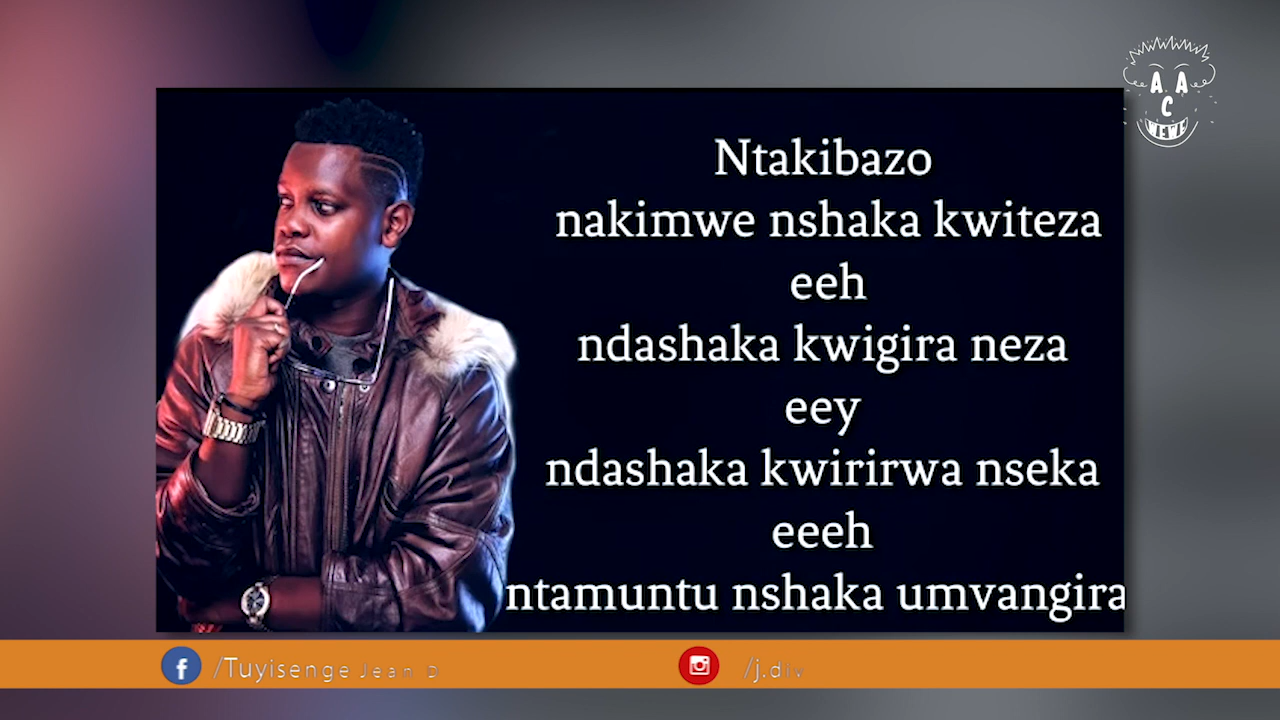 A A
C
WEWE
Ntakibazo
nakimwe nshaka kwiteza
eeh
ndashaka kwigira neza
eey
ndashaka kwirirwa nseka
eeeh
ntamuntu nshaka umvangira
/Tuyisenge Jean D
/j.div